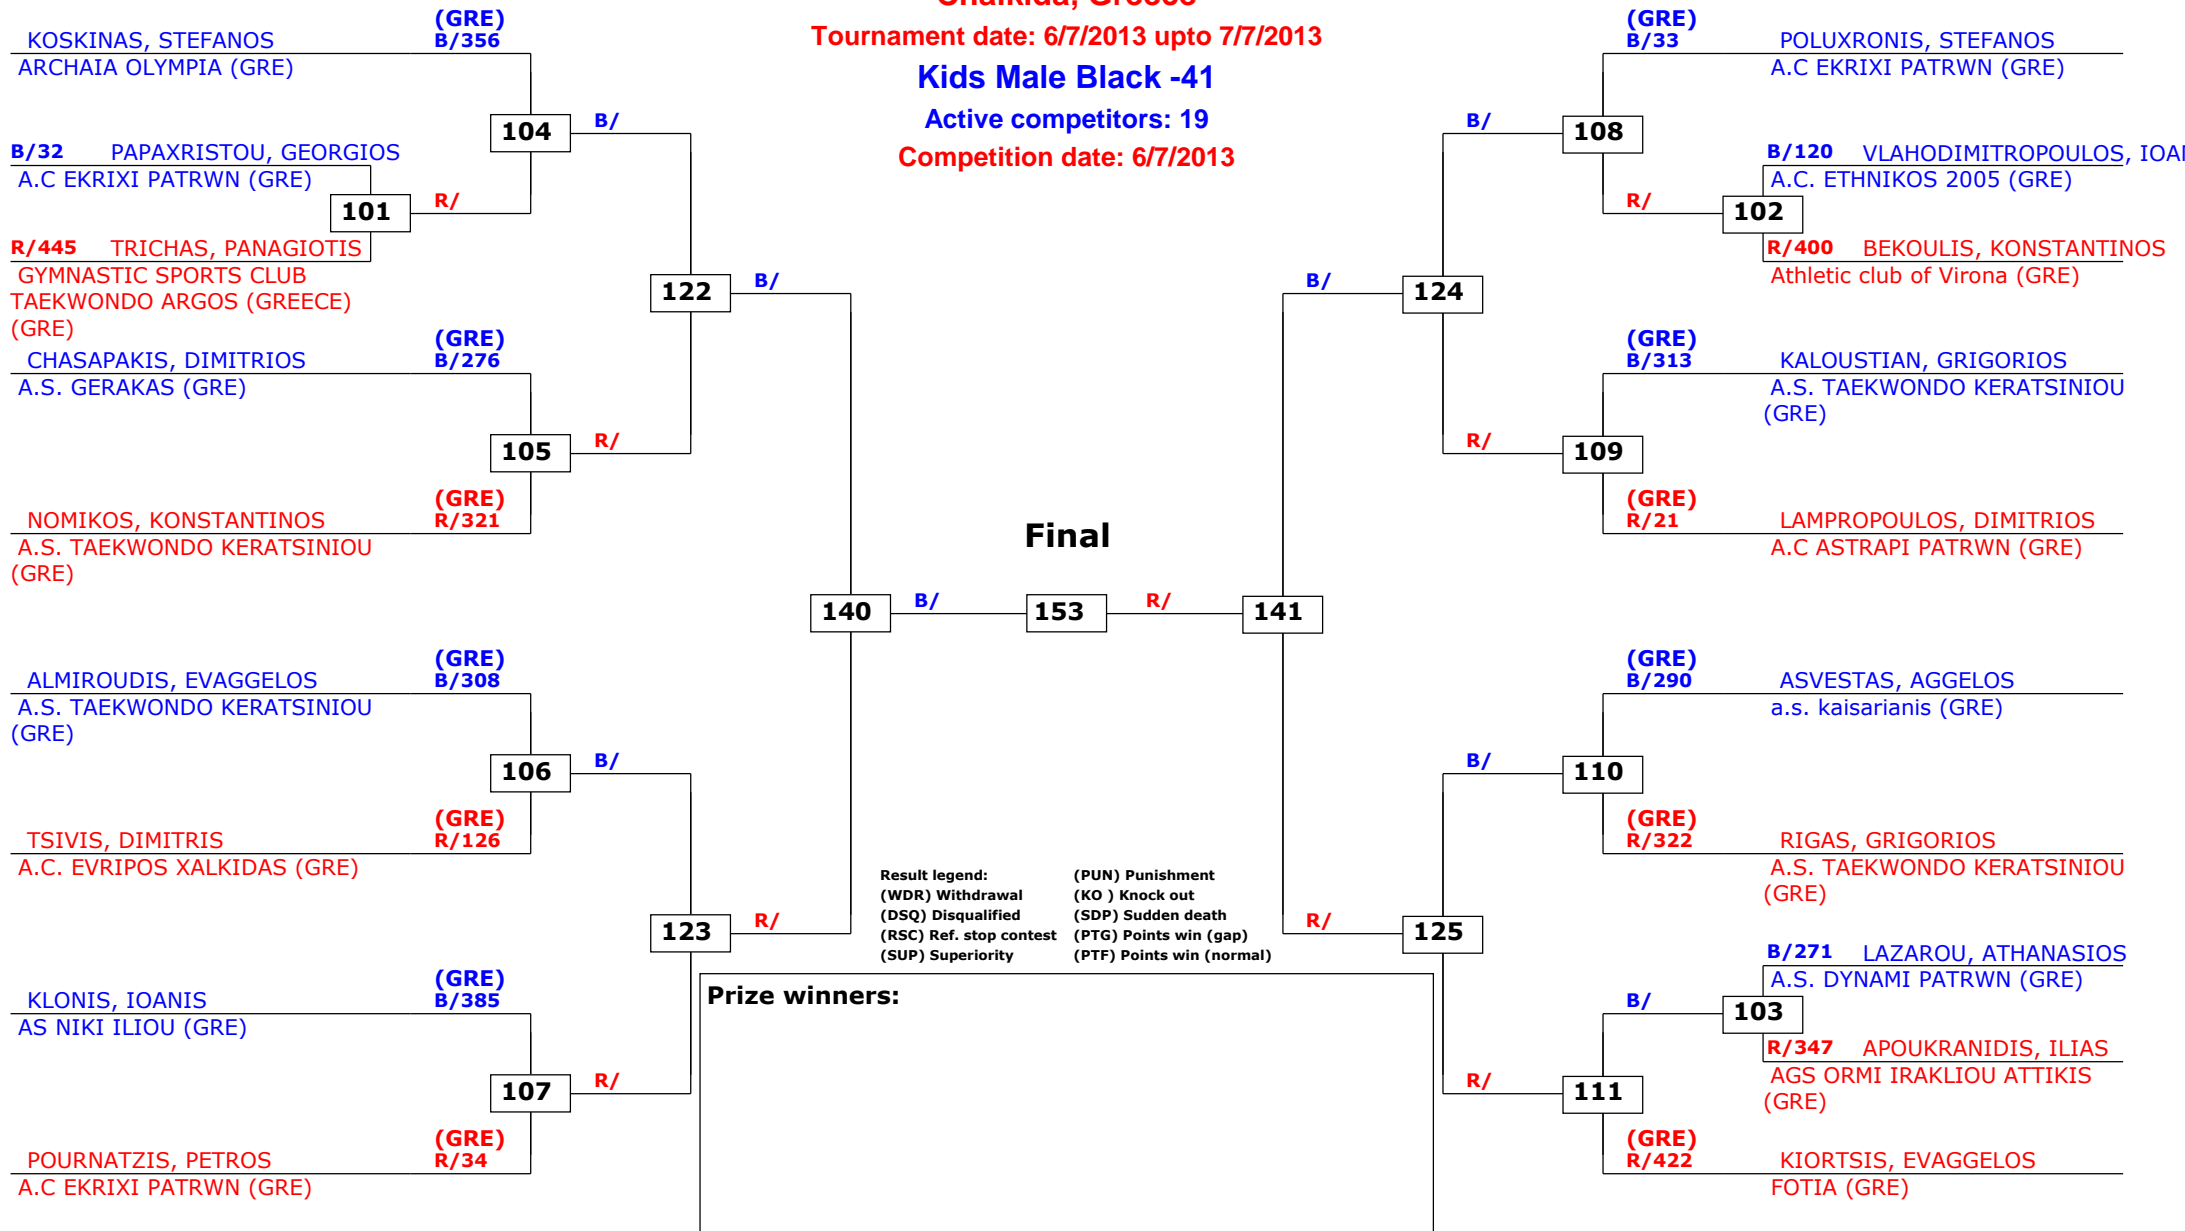 Chalkida, Greece
Tournament date: 6/7/2013 upto 7/7/2013
Kids Male Black -41
Active competitors: 19
Competition date: 6/7/2013
(GRE)
KOSKINAS, STEFANOS B/356
ARCHAIA OLYMPIA (GRE)
104
B/
B/32 PAPAXRISTOU, GEORGIOS
A.C EKRIXI PATRWN (GRE)
101
R/
R/445 TRICHAS, PANAGIOTIS
GYMNASTIC SPORTS CLUB
TAEKWONDO ARGOS (GREECE)
(GRE)
122
B/
(GRE)
CHASAPAKIS, DIMITRIOS B/276
A.S. GERAKAS (GRE)
105
R/
(GRE)
NOMIKOS, KONSTANTINOS R/321
A.S. TAEKWONDO KERATSINIOU
(GRE)
140
B/
(GRE)
ALMIROUDIS, EVAGGELOS B/308
A.S. TAEKWONDO KERATSINIOU
(GRE)
106
B/
(GRE)
TSIVIS, DIMITRIS R/126
A.C. EVRIPOS XALKIDAS (GRE)
123
R/
(GRE)
KLONIS, IOANIS B/385
AS NIKI ILIOU (GRE)
107
R/
(GRE)
POURNATZIS, PETROS R/34
A.C EKRIXI PATRWN (GRE)
Final
153
R/
141
(GRE)
B/33 POLUXRONIS, STEFANOS
A.C EKRIXI PATRWN (GRE)
B/
108
B/120 VLAHODIMITROPOULOS,
A.C. ETHNIKOS 2005 (GRE)
R/
102
R/400 BEKOULIS, KONSTANTINOS
Athletic club of Virona (GRE)
B/
124
(GRE)
B/313 KALOUSTIAN, GRIGORIOS
A.S. TAEKWONDO KERATSINIOU
(GRE)
R/
109
(GRE)
R/21 LAMPROPOULOS, DIMITRIOS
A.C ASTRAPI PATRWN (GRE)
(GRE)
B/290 ASVESTAS, AGGELOS
a.s. kaisarianis (GRE)
B/
110
(GRE)
R/322 RIGAS, GRIGORIOS
A.S. TAEKWONDO KERATSINIOU
(GRE)
R/
125
B/271 LAZAROU, ATHANASIOS
A.S. DYNAMI PATRWN (GRE)
B/
103
R/347 APOUKRANIDIS, ILIAS
AGS ORMI IRAKLIOU ATTIKIS
(GRE)
R/
111
(GRE)
R/422 KIORTSIS, EVAGGELOS
FOTIA (GRE)
Result legend: (PUN) Punishment
(WDR) Withdrawal (KO ) Knock out
(DSQ) Disqualified (SDP) Sudden death
(RSC) Ref. stop contest (PTG) Points win (gap)
(SUP) Superiority (PTF) Points win (normal)
Prize winners: